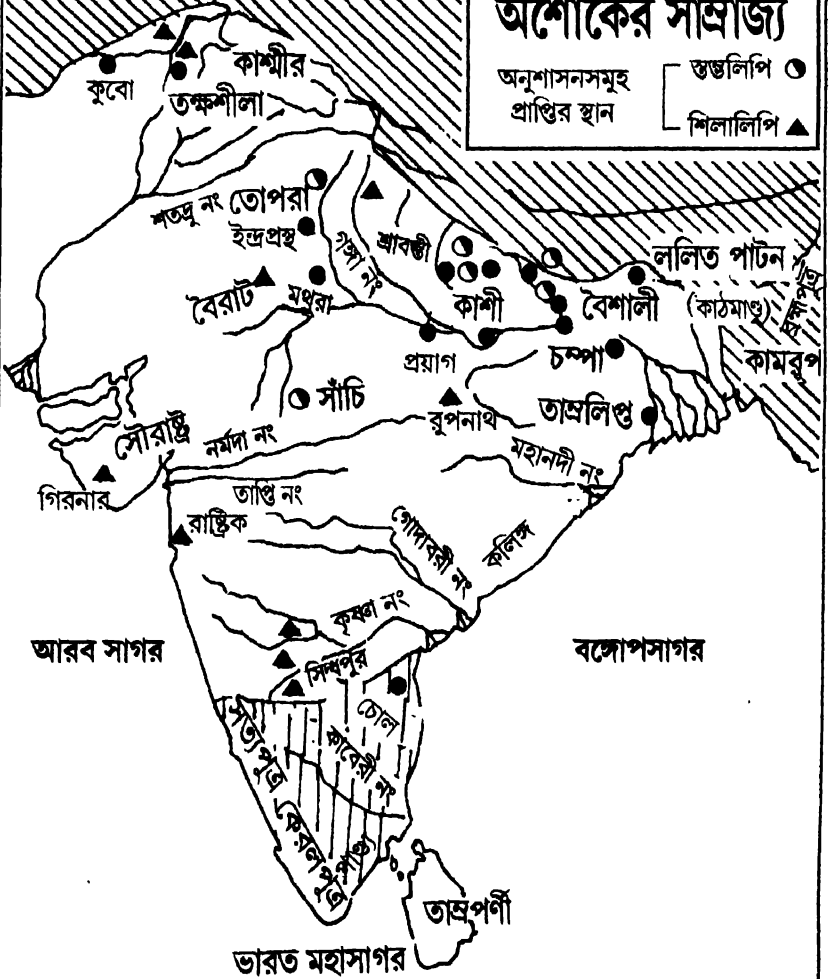 অশোকের সাম্রাজ্য
অনুশাসনসমূহ
প্রাপ্তির স্থান
স্তম্ভলিপি
শিলালিপি
কাশ্মীর
কুবো
তক্ষশীলা
শতদ্রু নং
তোপরা
ইন্দ্রপ্রস্থ
গঙ্গা নং
শ্রাবস্তী
ললিত পাটন
ব্রহ্মপুত্র
বৈরাট
মথুরা
কাশী
বৈশালী
(কাঠমাণ্ডু)
কামরূপ
প্রয়াগ
চম্পা
সাঁচি
রূপনাথ
তাম্রলিপ্ত
সৌরাষ্ট্র
নর্মদা নং
মহানদী নং
গিরনার
তাপ্তি নং
রাষ্ট্রিক
গোদাবরী নং
কলিঙ্গ
কৃষ্ণা নং
আরব সাগর
বঙ্গোপসাগর
সিদ্ধপুর
চোল
সত্যপুত্র
কাবেরী নং
কেরলপুত্র
পাণ্ড্য
তাম্রপর্ণী
ভারত মহাসাগর